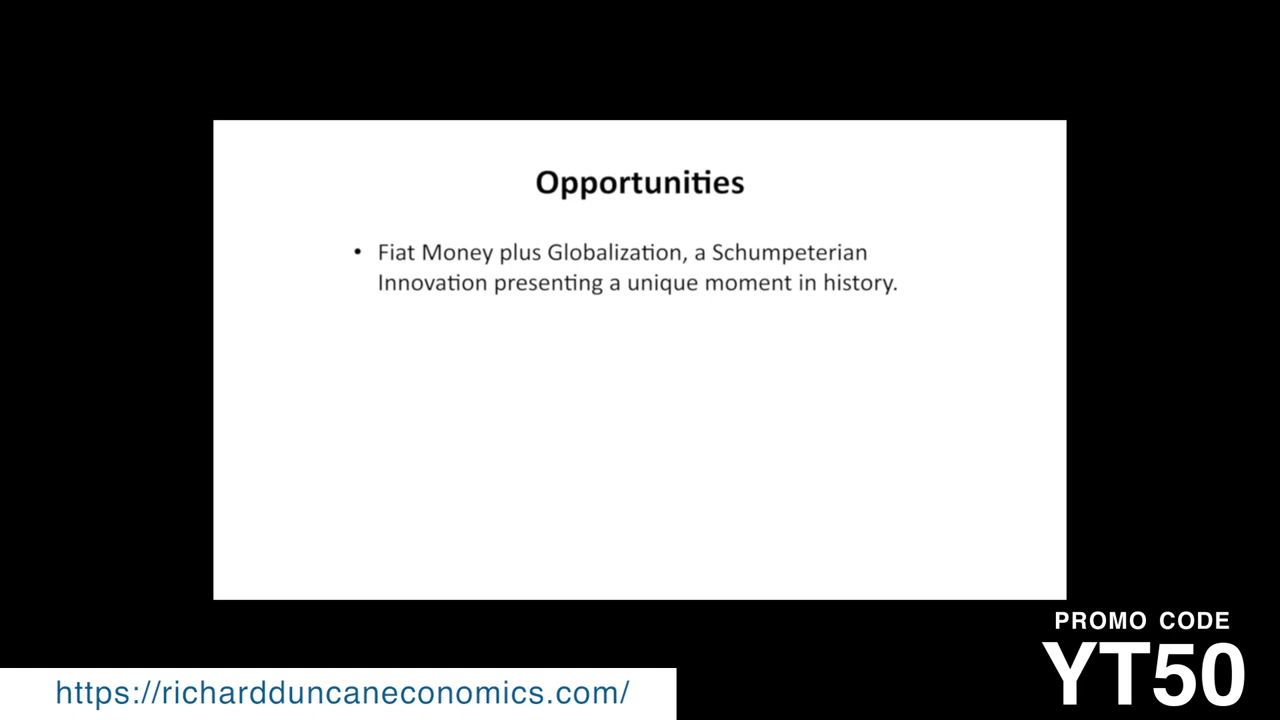 Opportunities
• Fiat Money plus Globalization, a Schumpeterian
Innovation presenting a unique moment in history.
PROMO CODE
YT50
https://richardduncaneconomics.com/